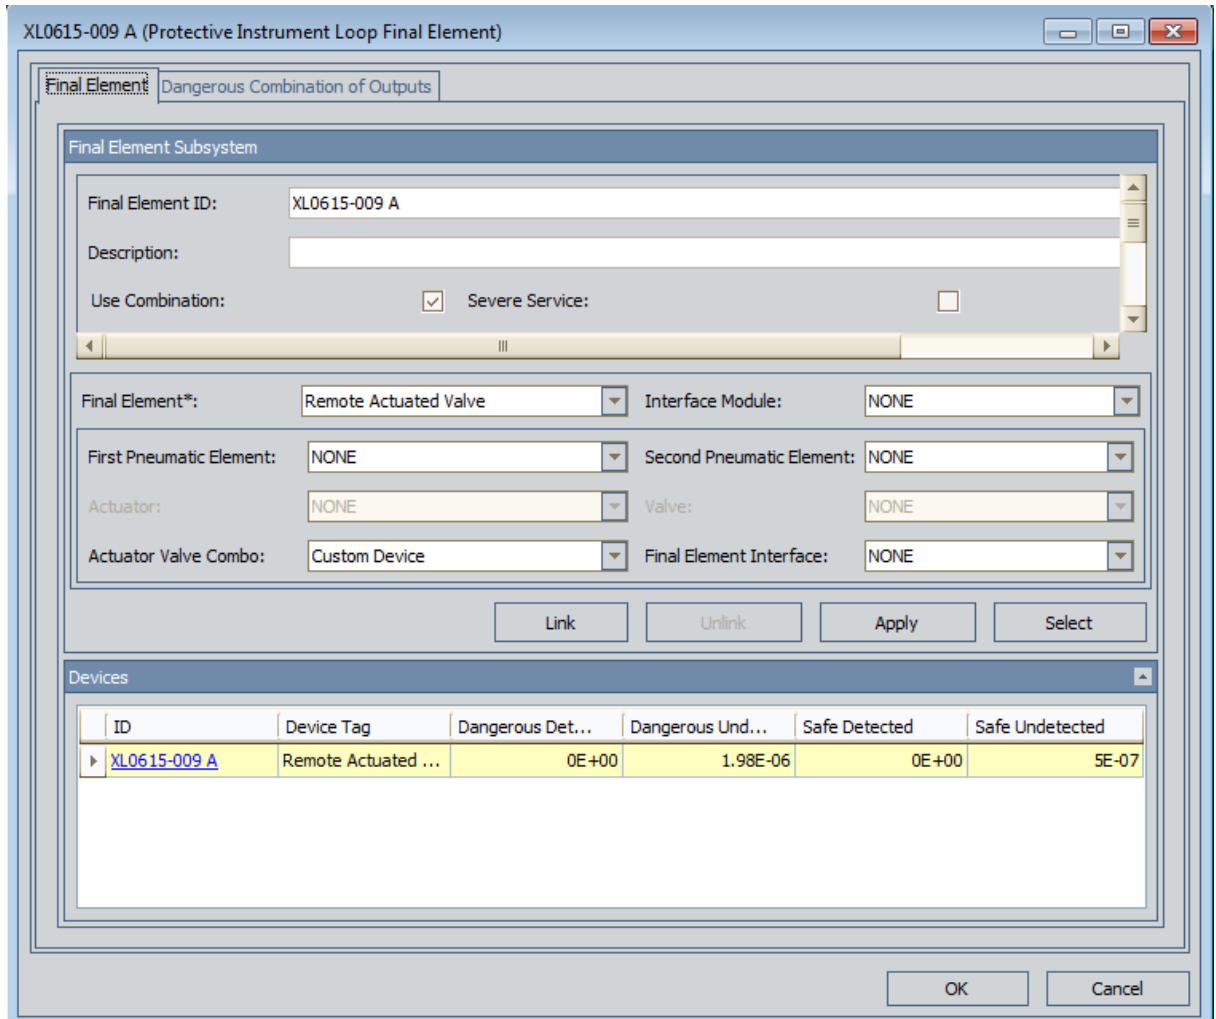 XL0615-009 A (Protective Instrument Loop Final Element)
Final Element Dangerous Combination of Outputs
Final Element Subsystem
Final Element ID: XL0615-009 A
Description:
Use Combination: Severe Service:
Final Element*: Remote Actuated Valve Interface Module: NONE
First Pneumatic Element: NONE Second Pneumatic Element: NONE
Actuator: NONE Valve: NONE
Actuator Valve Combo: Custom Device Final Element Interface: NONE
Link Unlink Apply Select
Devices
ID Device Tag Dangerous Det... Dangerous Und... Safe Detected Safe Undetected
XL0615-009 A Remote Actuated ... 0E+00 1.98E-06 0E+00 5E-07
OK Cancel